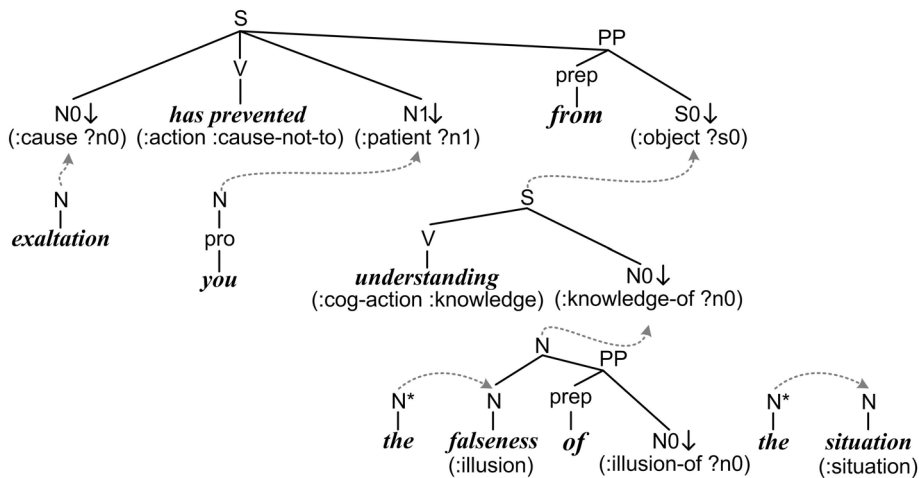 S
PP
V
prep
N0↓
has prevented
N1↓
from
S0↓
(:cause ?n0)
(:action :cause-not-to)
(:patient ?n1)
(:object ?s0)
N
N
S
exaltation
pro
V
you
understanding
N0↓
(:cog-action :knowledge)
(:knowledge-of ?n0)
N
PP
N*
N
prep
N*
N
the
falseness
of
N0↓
the
situation
(:illusion)
(:illusion-of ?n0)
(:situation)